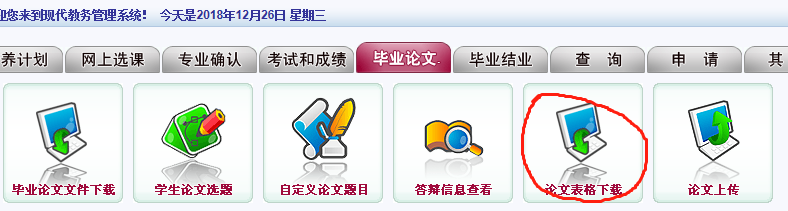 迎您来到现代教务管理系统! 今天是2018年12月26日 星期三
养计划 网上选课 专业确认 考试和成绩 毕业论文 毕业结业 查 询 申 请 其
毕业论文文件下载 学生论文选题 自定义论文题目 答辩信息查看 论文表格下载 论文上传